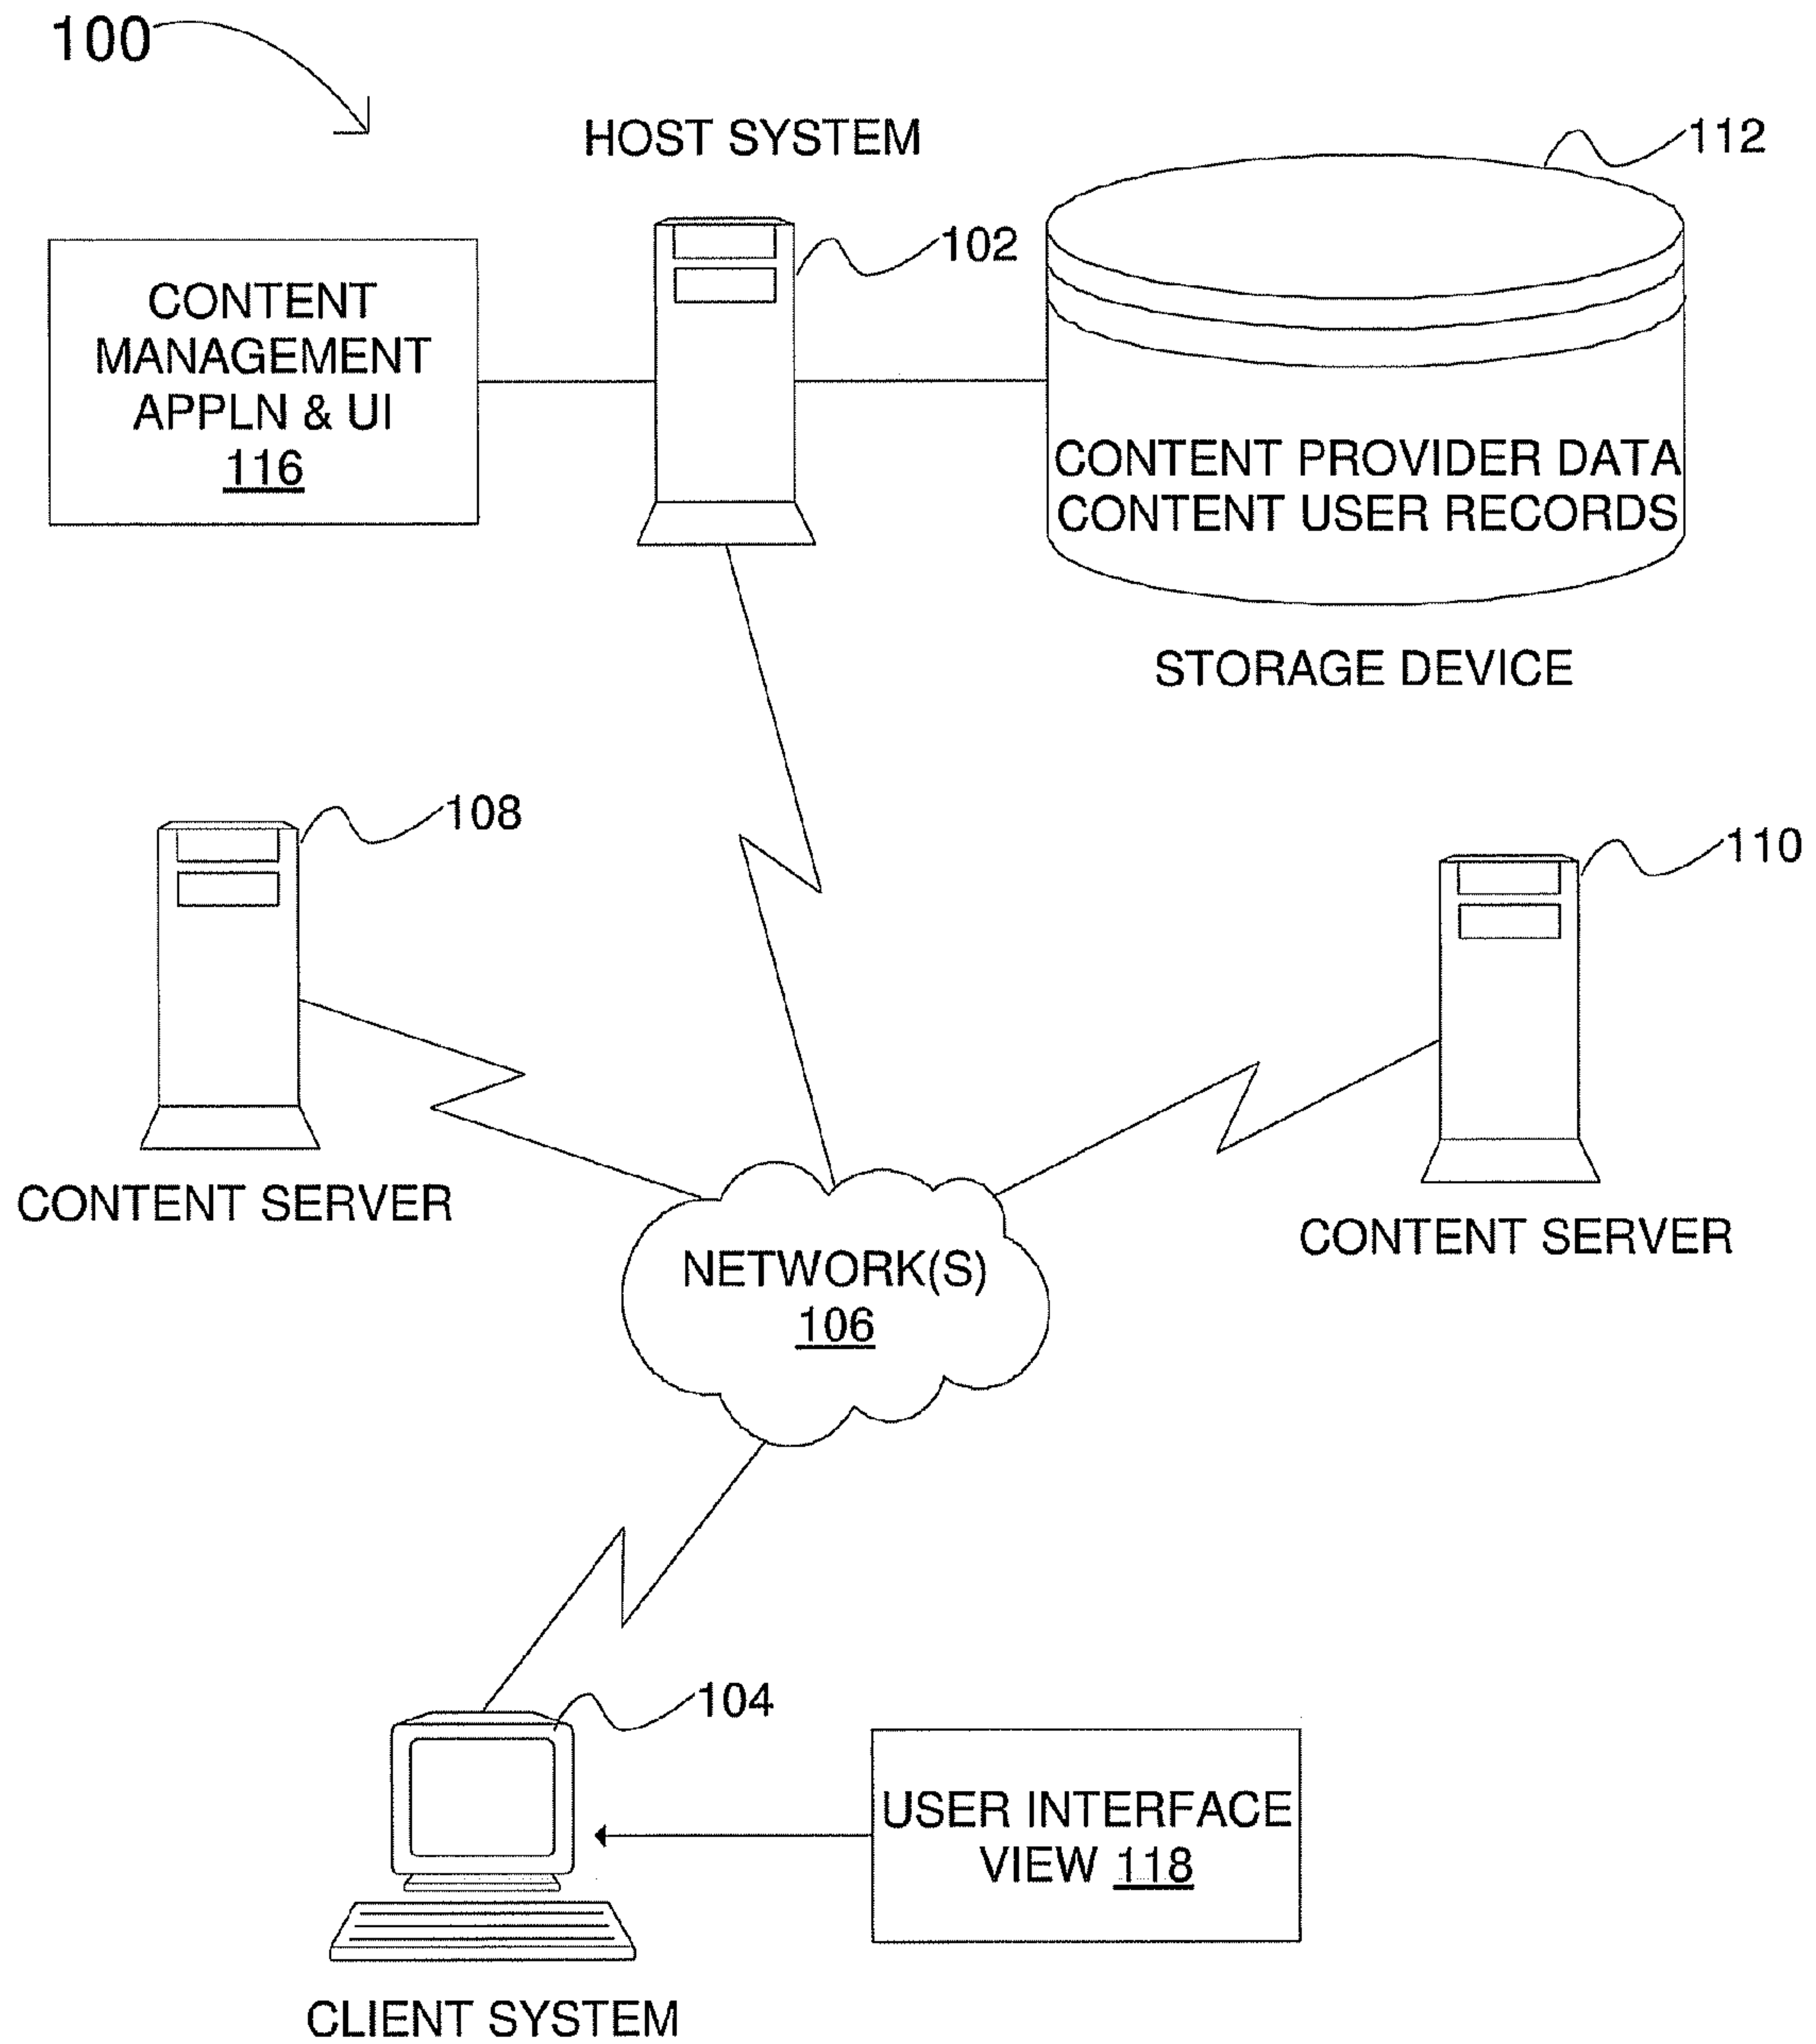 100
HOST SYSTEM
112
102
CONTENT
MANAGEMENT
APPLN & UI
116
CONTENT PROVIDER DATA
CONTENT USER RECORDS
STORAGE DEVICE
108
110
CONTENT SERVER
CONTENT SERVER
NETWORK(S)
106
104
USER INTERFACE
VIEW 118
CLIENT SYSTEM